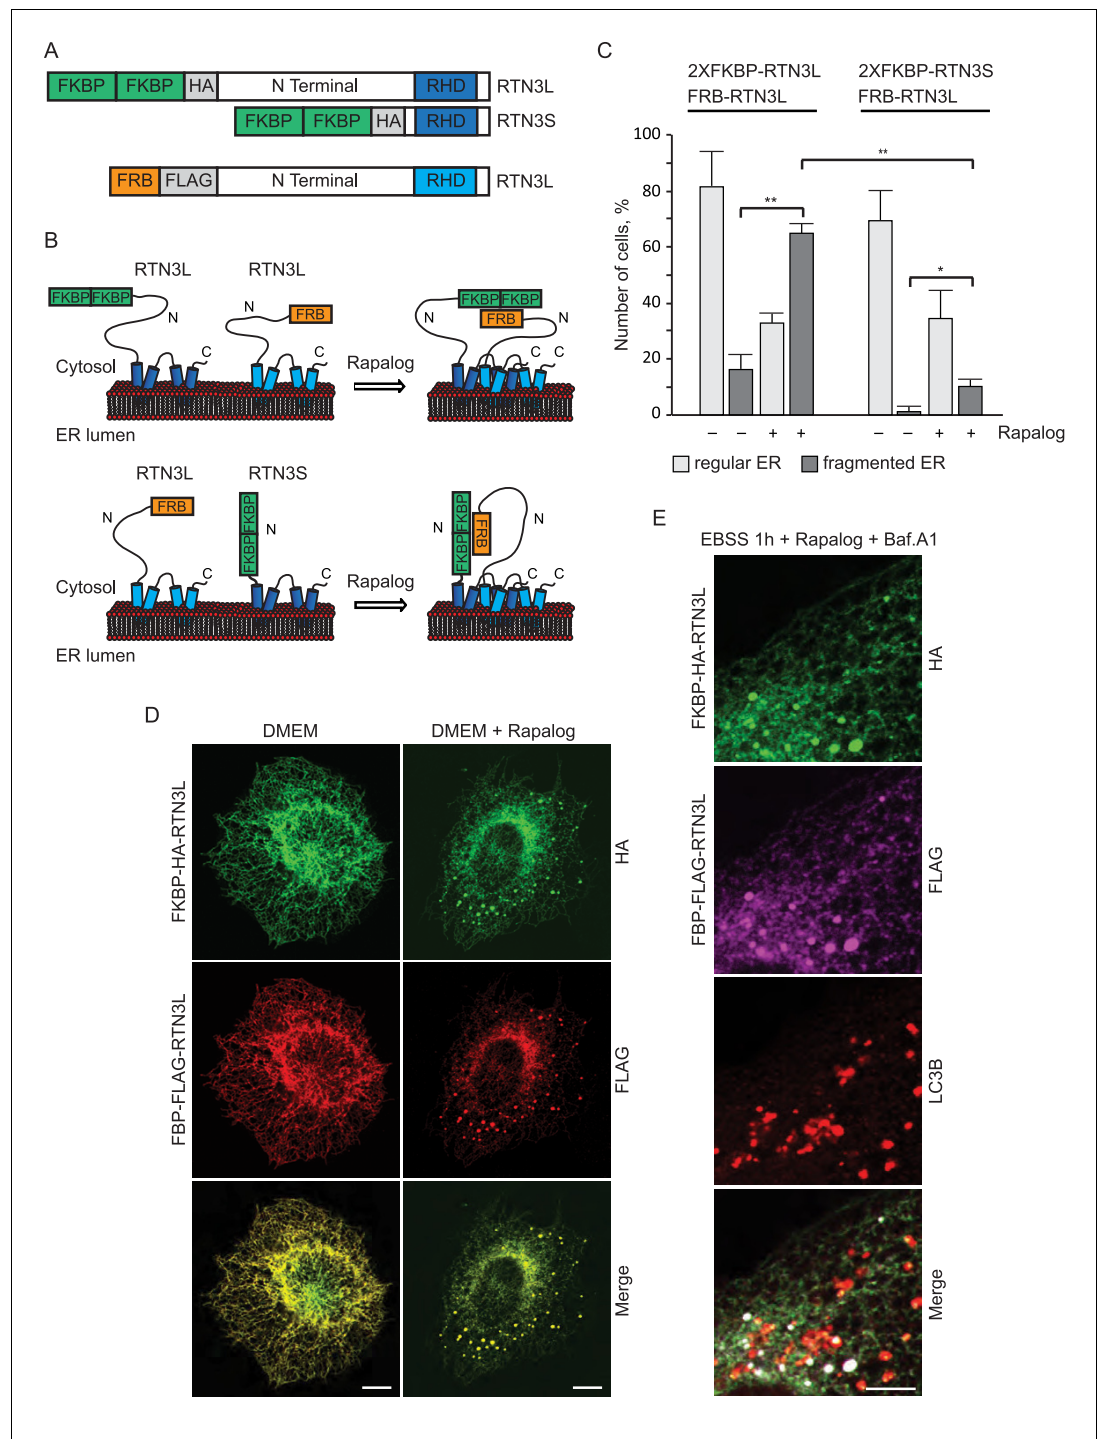 A
FKBP FKBP HA N Terminal RHD RTN3L
FKBP FKBP HA RHD RTN3S
FRB FLAG N Terminal RHD RTN3L
B
RTN3L RTN3L
FKBP FKBP N FRB C C
Cytosol
ER lumen
Rapalog
FKBP FKBP
FRB
N N C
RTN3L RTN3S
FRB N FKBP FKBP N C C
Cytosol
ER lumen
Rapalog
FKBP FKBP
FRB
N N C
C
2XFKBP-RTN3L 2XFKBP-RTN3S
FRB-RTN3L FRB-RTN3L
Number of cells, %
100
80
60
40
20
0
** ** *
– – + + – – + + Rapalog
regular ER fragmented ER
D
DMEM DMEM + Rapalog
FKBP-HA-RTN3L HA
FBP-FLAG-RTN3L FLAG
Merge
E
EBSS 1h + Rapalog + Baf.A1
FKBP-HA-RTN3L HA
FBP-FLAG-RTN3L FLAG
LC3B
Merge